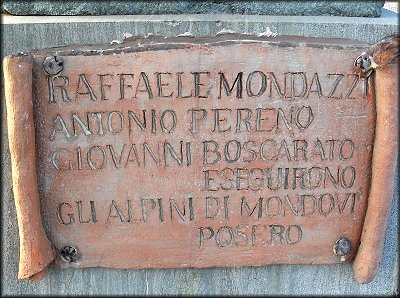 RAFFAELE MONDAZZI
ANTONIO PERENO
GIOVANNI BOSCARATO
ESEGUIRONO
GLI ALPINI DI MONDOVI'
POSERO